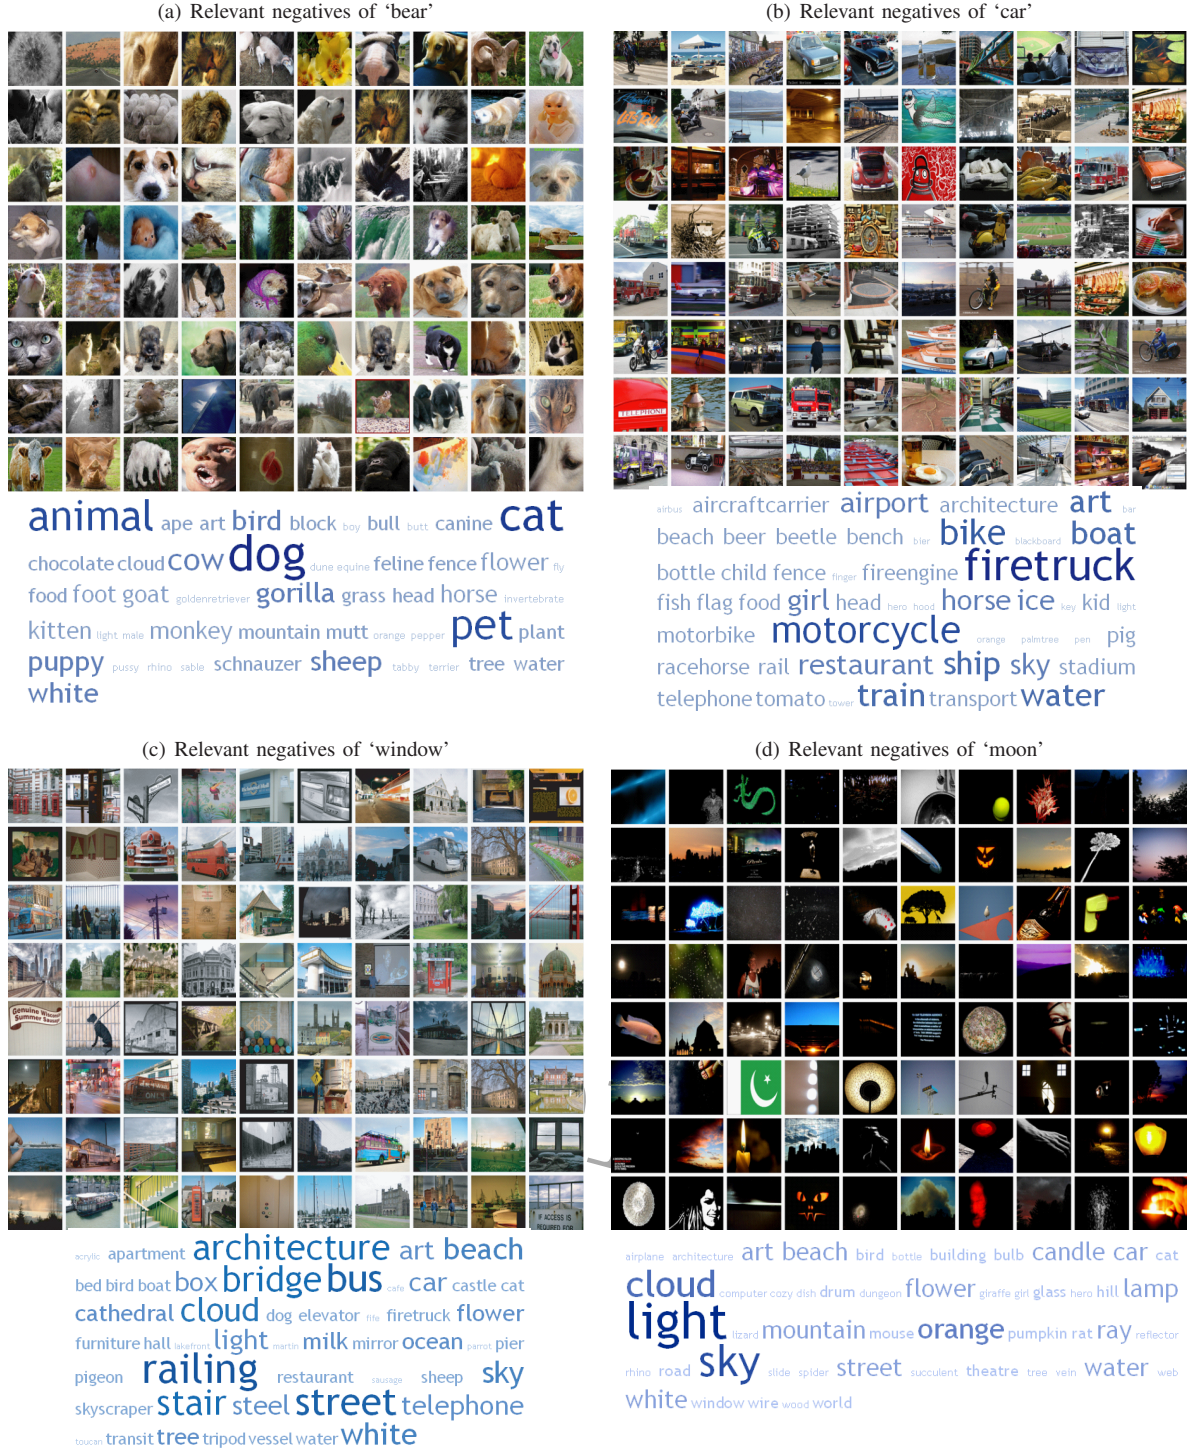 (a) Relevant negatives of ‘bear’
animal ape art bird block boy bull butt canine cat
chocolate cloud cow dog dune equine feline fence flower fly
food foot goat goldenretriever gorilla grass head horse invertebrate
kitten light male monkey mountain mutt orange pepper pet plant
puppy pussy rhino sable schnauzer sheep tabby terrier tree water
white
(b) Relevant negatives of ‘car’
TELEPHONE
airbus aircraftcarrier airport architecture art bar
beach beer beetle bench bier bike blackboard boat
bottle child fence finger fireengine firetruck
fish flag food girl head hero hood horse ice key kid light
motorbike motorcycle orange palmtree pen pig
racehorse rail restaurant ship sky stadium
telephone tomato tower train transport water
(c) Relevant negatives of ‘window’
Genuine Wisconsin
Summer Sausage
ONLY
IF ACCESS IS
REQUIRED FOR
acrylic apartment architecture art beach
bed bird boat box bridge bus cafe car castle cat
cathedral cloud dog elevator fife firetruck flower
furniture hall lakefront light martin milk mirror ocean parrot pier
pigeon railing restaurant sausage sheep sky
skyscraper stair steel street telephone
toucan transit tree tripod vessel water white
(d) Relevant negatives of ‘moon’
airplane architecture art beach bird bottle building bulb candle car cat
cloud computer cozy dish drum dungeon flower giraffe girl glass hero hill lamp
light lizard mountain mouse orange pumpkin rat ray reflector
rhino road sky slide spider street succulent theatre tree vein water web
white window wire wood world